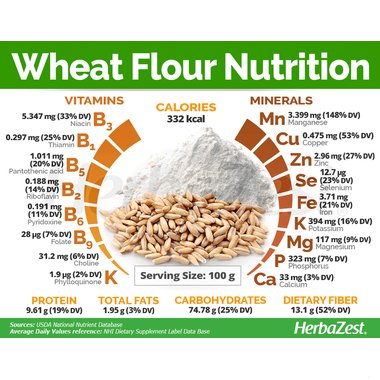 Wheat Flour Nutrition
VITAMINS
CALORIES
332 kcal
MINERALS
5.347 mg (33% DV) B3
Niacin
0.297 mg (25% DV) B1
Thiamin
1.011 mg
(20% DV) B5
Pantothenic acid
0.188 mg
(14% DV) B2
Riboflavin
0.191 mg
(11% DV) B6
Pyridoxine
28 µg (7% DV) B9
Folate
31.2 mg (6% DV)
Choline
1.9 µg (2% DV) K
Phylloquinone
Mn 3.399 mg (148% DV)
Manganese
Cu 0.475 mg (53% DV)
Copper
Zn 2.96 mg (27% DV)
Zinc
Se 12.7 µg
(23% DV)
Selenium
Fe 3.71 mg
(21% DV)
Iron
K 394 mg (16% DV)
Potassium
Mg 117 mg (9% DV)
Magnesium
P 323 mg (7% DV)
Phosphorus
Ca 33 mg (3% DV)
Calcium
Serving Size: 100 g
PROTEIN
9.61 g (19% DV)
TOTAL FATS
1.95 g (3% DV)
CARBOHYDRATES
74.78 g (25% DV)
DIETARY FIBER
13.1 g (52% DV)
Sources: USDA National Nutrient Database
Average Daily Values reference: NHI Dietary Supplement Label Data Base
HerbaZest.